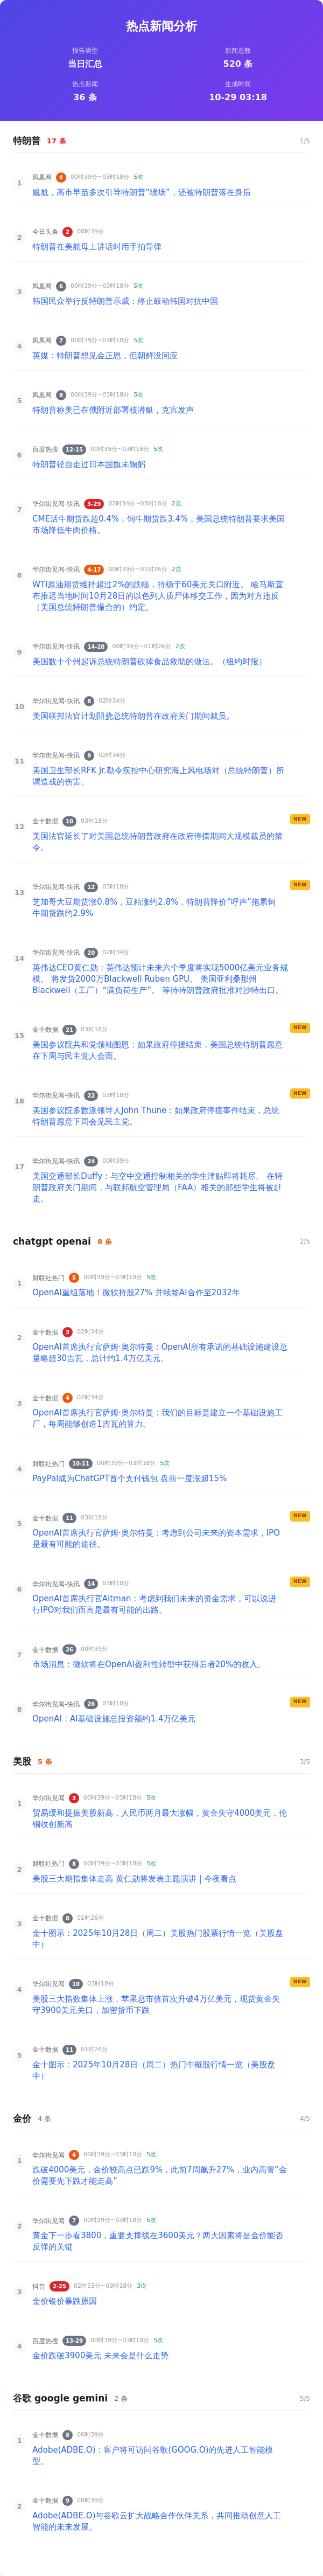 热点新闻分析
报告类型
当日汇总
新闻总数
520 条
热点新闻
36 条
生成时间
10-29 03:18
特朗普 17 条 1/5
1
凤凰网 4 00时39分~03时18分 5次
尴尬，高市早苗多次引导特朗普“绕场”，还被特朗普落在身后
2
今日头条 2 00时39分
特朗普在美航母上讲话时用手拍导弹
3
凤凰网 6 00时39分~03时18分 5次
韩国民众举行反特朗普示威：停止鼓动韩国对抗中国
4
凤凰网 7 00时39分~03时18分 5次
英媒：特朗普想见金正恩，但朝鲜没回应
5
凤凰网 8 00时39分~03时18分 5次
特朗普称美已在俄附近部署核潜艇，克宫发声
6
百度热搜 12-15 00时39分~03时18分 5次
特朗普径自走过日本国旗未鞠躬
7
华尔街见闻-快讯 3-29 02时34分~03时18分 2次
CME活牛期货跌超0.4%，饲牛期货跌3.4%，美国总统特朗普要求美国
市场降低牛肉价格。
8
华尔街见闻-快讯 4-17 00时39分~01时26分 2次
WTI原油期货维持超过2%的跌幅，持稳于60美元关口附近。 哈马斯宣
布推迟当地时间10月28日的以色列人质尸体移交工作，因为对方违反
（美国总统特朗普撮合的）约定。
9
华尔街见闻-快讯 14-28 00时39分~01时26分 2次
美国数十个州起诉总统特朗普砍掉食品救助的做法。（纽约时报）
10
华尔街见闻-快讯 8 02时34分
美国联邦法官计划阻挠总统特朗普在政府关门期间裁员。
11
华尔街见闻-快讯 9 02时34分
美国卫生部长RFK Jr.勒令疾控中心研究海上风电场对（总统特朗普）所
谓造成的伤害。
12
金十数据 10 03时18分 NEW
美国法官延长了对美国总统特朗普政府在政府停摆期间大规模裁员的禁
令。
13
华尔街见闻-快讯 12 03时18分 NEW
芝加哥大豆期货涨0.8%，豆粕涨约2.8%，特朗普降价“呼声”拖累饲
牛期货跌约2.9%
14
华尔街见闻-快讯 20 02时34分
英伟达CEO黄仁勋：英伟达预计未来六个季度将实现5000亿美元业务规
模。 将发货2000万Blackwell Ruben GPU。 美国亚利桑那州
Blackwell（工厂）“满负荷生产”。 等待特朗普政府批准对沙特出口。
15
金十数据 21 03时18分 NEW
美国参议院共和党领袖图恩：如果政府停摆结束，美国总统特朗普愿意
在下周与民主党人会面。
16
华尔街见闻-快讯 22 03时18分 NEW
美国参议院多数派领导人John Thune：如果政府停摆事件结束，总统
特朗普愿意下周会见民主党。
17
华尔街见闻-快讯 24 00时39分
美国交通部长Duffy：与空中交通控制相关的学生津贴即将耗尽。 在特
朗普政府关门期间，与联邦航空管理局（FAA）相关的那些学生将被赶
走。
chatgpt openai 8 条 2/5
1
财联社热门 5 00时39分~03时18分 5次
OpenAI重组落地！微软持股27% 并续签AI合作至2032年
2
金十数据 3 02时34分
OpenAI首席执行官萨姆·奥尔特曼：OpenAI所有承诺的基础设施建设总
量略超30吉瓦，总计约1.4万亿美元。
3
金十数据 4 02时34分
OpenAI首席执行官萨姆·奥尔特曼：我们的目标是建立一个基础设施工
厂，每周能够创造1吉瓦的算力。
4
财联社热门 10-11 00时39分~03时18分 5次
PayPal成为ChatGPT首个支付钱包 盘前一度涨超15%
5
金十数据 11 03时18分 NEW
OpenAI首席执行官萨姆·奥尔特曼：考虑到公司未来的资本需求，IPO
是最有可能的途径。
6
华尔街见闻-快讯 14 03时18分 NEW
OpenAI首席执行官Altman：考虑到我们未来的资金需求，可以说进
行IPO对我们而言是最有可能的出路。
7
金十数据 26 00时39分
市场消息：微软将在OpenAI盈利性转型中获得后者20%的收入。
8
华尔街见闻-快讯 26 03时18分 NEW
OpenAI：AI基础设施总投资额约1.4万亿美元
美股 5 条 3/5
1
华尔街见闻 3 00时39分~03时18分 5次
贸易缓和提振美股新高，人民币两月最大涨幅，黄金失守4000美元，伦
铜收创新高
2
财联社热门 8 00时39分~03时18分 5次
美股三大期指集体走高 黄仁勋将发表主题演讲 | 今夜看点
3
金十数据 8 01时26分
金十图示：2025年10月28日（周二）美股热门股票行情一览（美股盘
中）
4
华尔街见闻 10 03时18分 NEW
美股三大指数集体上涨，苹果总市值首次升破4万亿美元，现货黄金失
守3900美元关口，加密货币下跌
5
金十数据 11 01时26分
金十图示：2025年10月28日（周二）热门中概股行情一览（美股盘
中）
金价 4 条 4/5
1
华尔街见闻 4 00时39分~03时18分 5次
跌破4000美元，金价较高点已跌9%，此前7周飙升27%，业内高管“金
价需要先下跌才能走高”
2
华尔街见闻 7 00时39分~03时18分 5次
黄金下一步看3800，重要支撑线在3600美元？两大因素将是金价能否
反弹的关键
3
抖音 2-25 02时33分~03时18分 3次
金价银价暴跌原因
4
百度热搜 13-29 00时39分~03时18分 5次
金价跌破3900美元 未来会是什么走势
谷歌 google gemini 2 条 5/5
1
金十数据 8 00时39分
Adobe(ADBE.O)：客户将可访问谷歌(GOOG.O)的先进人工智能模
型。
2
金十数据 9 00时39分
Adobe(ADBE.O)与谷歌云扩大战略合作伙伴关系，共同推动创意人工
智能的未来发展。